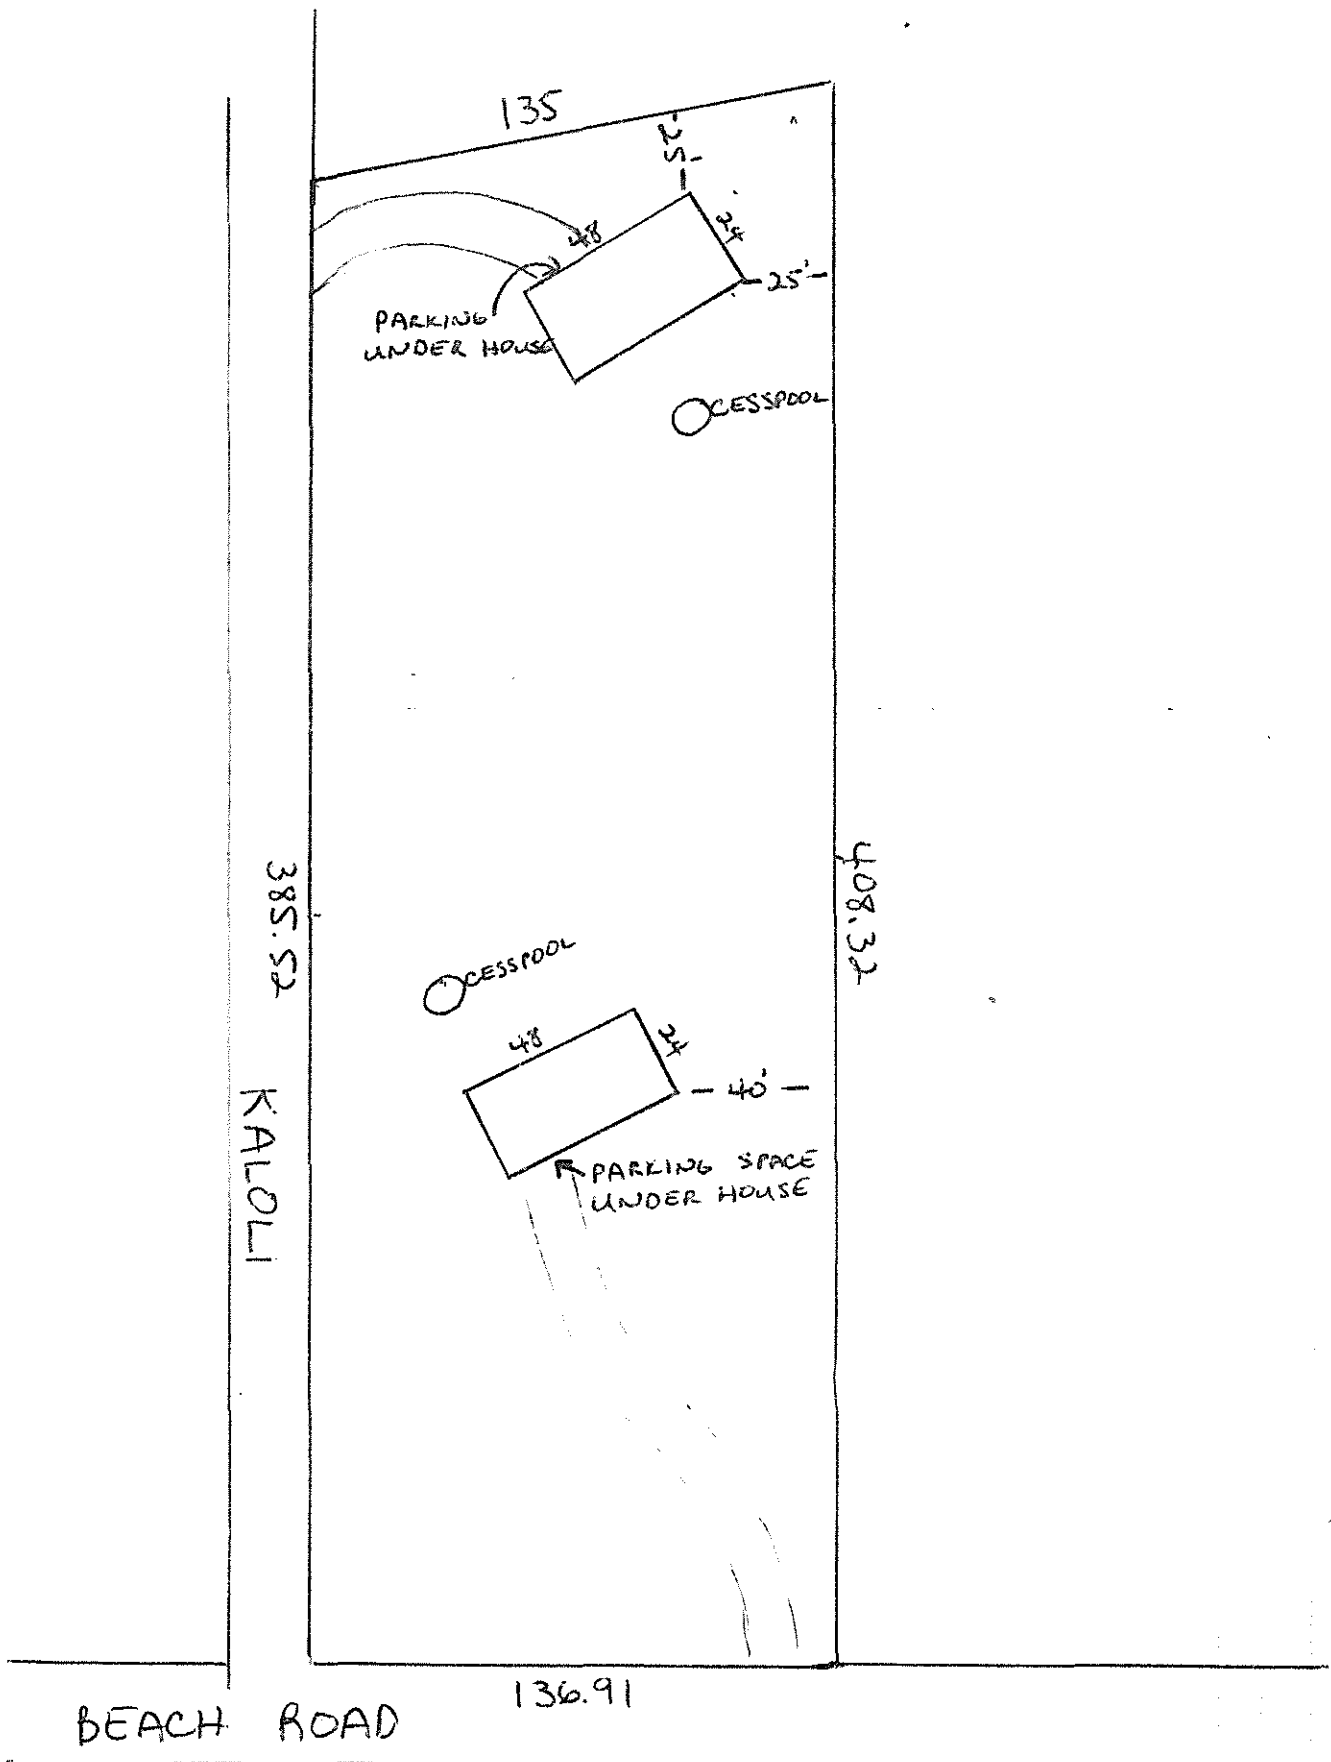 135
25'
48
24
25'
PARKING
UNDER HOUSE
CESSPOOL
385.52
408.32
CESSPOOL
48
24
40'
KALOLI
PARKING SPACE
UNDER HOUSE
136.91
BEACH ROAD